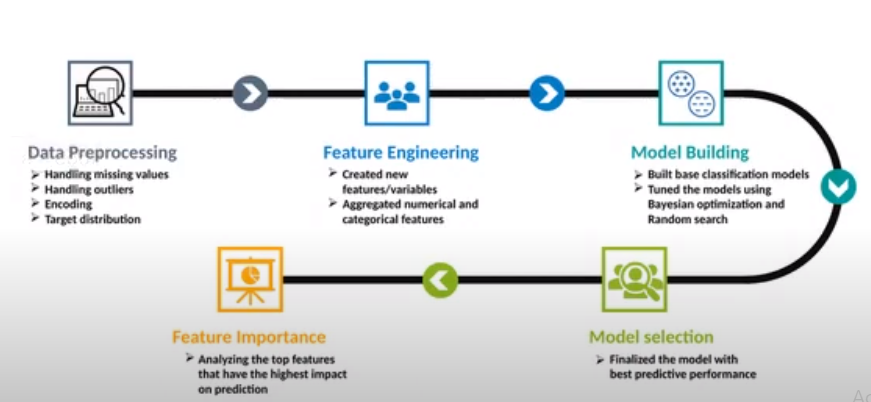 Data Preprocessing
➢ Handling missing values
➢ Handling outliers
➢ Encoding
➢ Target distribution
Feature Engineering
➢ Created new
features/variables
➢ Aggregated numerical and
categorical features
Model Building
➢ Built base classification models
➢ Tuned the models using
Bayesian optimization and
Random search
Model selection
➢ Finalized the model with
best predictive performance
Feature Importance
➢ Analyzing the top features
that have the highest impact
on prediction